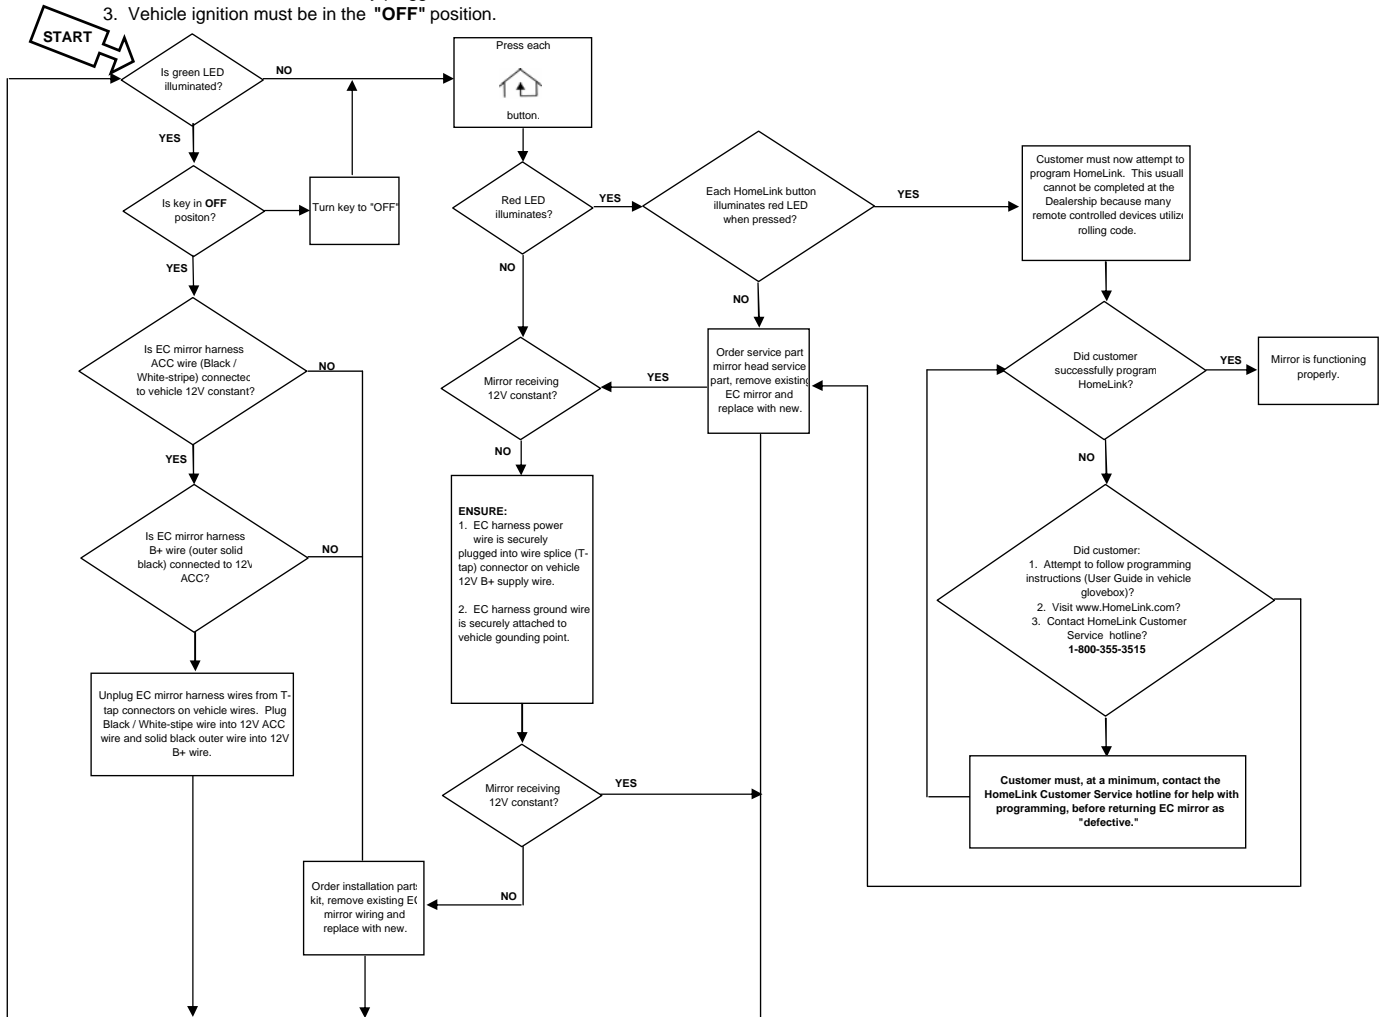 3. Vehicle ignition must be in the "OFF" position.
START
Is green LED
illuminated?
NO
YES
Is key in OFF
positon?
Turn key to "OFF"
YES
Is EC mirror harness
ACC wire (Black /
White-stripe) connected
to vehicle 12V constant?
NO
YES
Is EC mirror harness
B+ wire (outer solid
black) connected to 12V
ACC?
NO
Unplug EC mirror harness wires from T-
tap connectors on vehicle wires. Plug
Black / White-stipe wire into 12V ACC
wire and solid black outer wire into 12V
B+ wire.
Press each
button.
Red LED
illuminates?
YES
NO
Mirror receiving
12V constant?
YES
NO
ENSURE:
1. EC harness power
wire is securely
plugged into wire splice (T-
tap) connector on vehicle
12V B+ supply wire.
2. EC harness ground wire
is securely attached to
vehicle grounding point.
Mirror receiving
12V constant?
YES
NO
Order installation parts
kit, remove existing EC
mirror wiring and
replace with new.
Each HomeLink button
illuminates red LED
when pressed?
YES
NO
Order service part
mirror head service
part, remove existing
EC mirror and
replace with new.
Customer must now attempt to
program HomeLink. This usuall
cannot be completed at the
Dealership because many
remote controlled devices utilize
rolling code.
Did customer
successfully program
HomeLink?
YES
Mirror is functioning
properly.
NO
Did customer:
1. Attempt to follow programming
instructions (User Guide in vehicle
glovebox)?
2. Visit www.HomeLink.com?
3. Contact HomeLink Customer
Service hotline?
1-800-355-3515
Customer must, at a minimum, contact the
HomeLink Customer Service hotline for help with
programming, before returning EC mirror as
"defective."